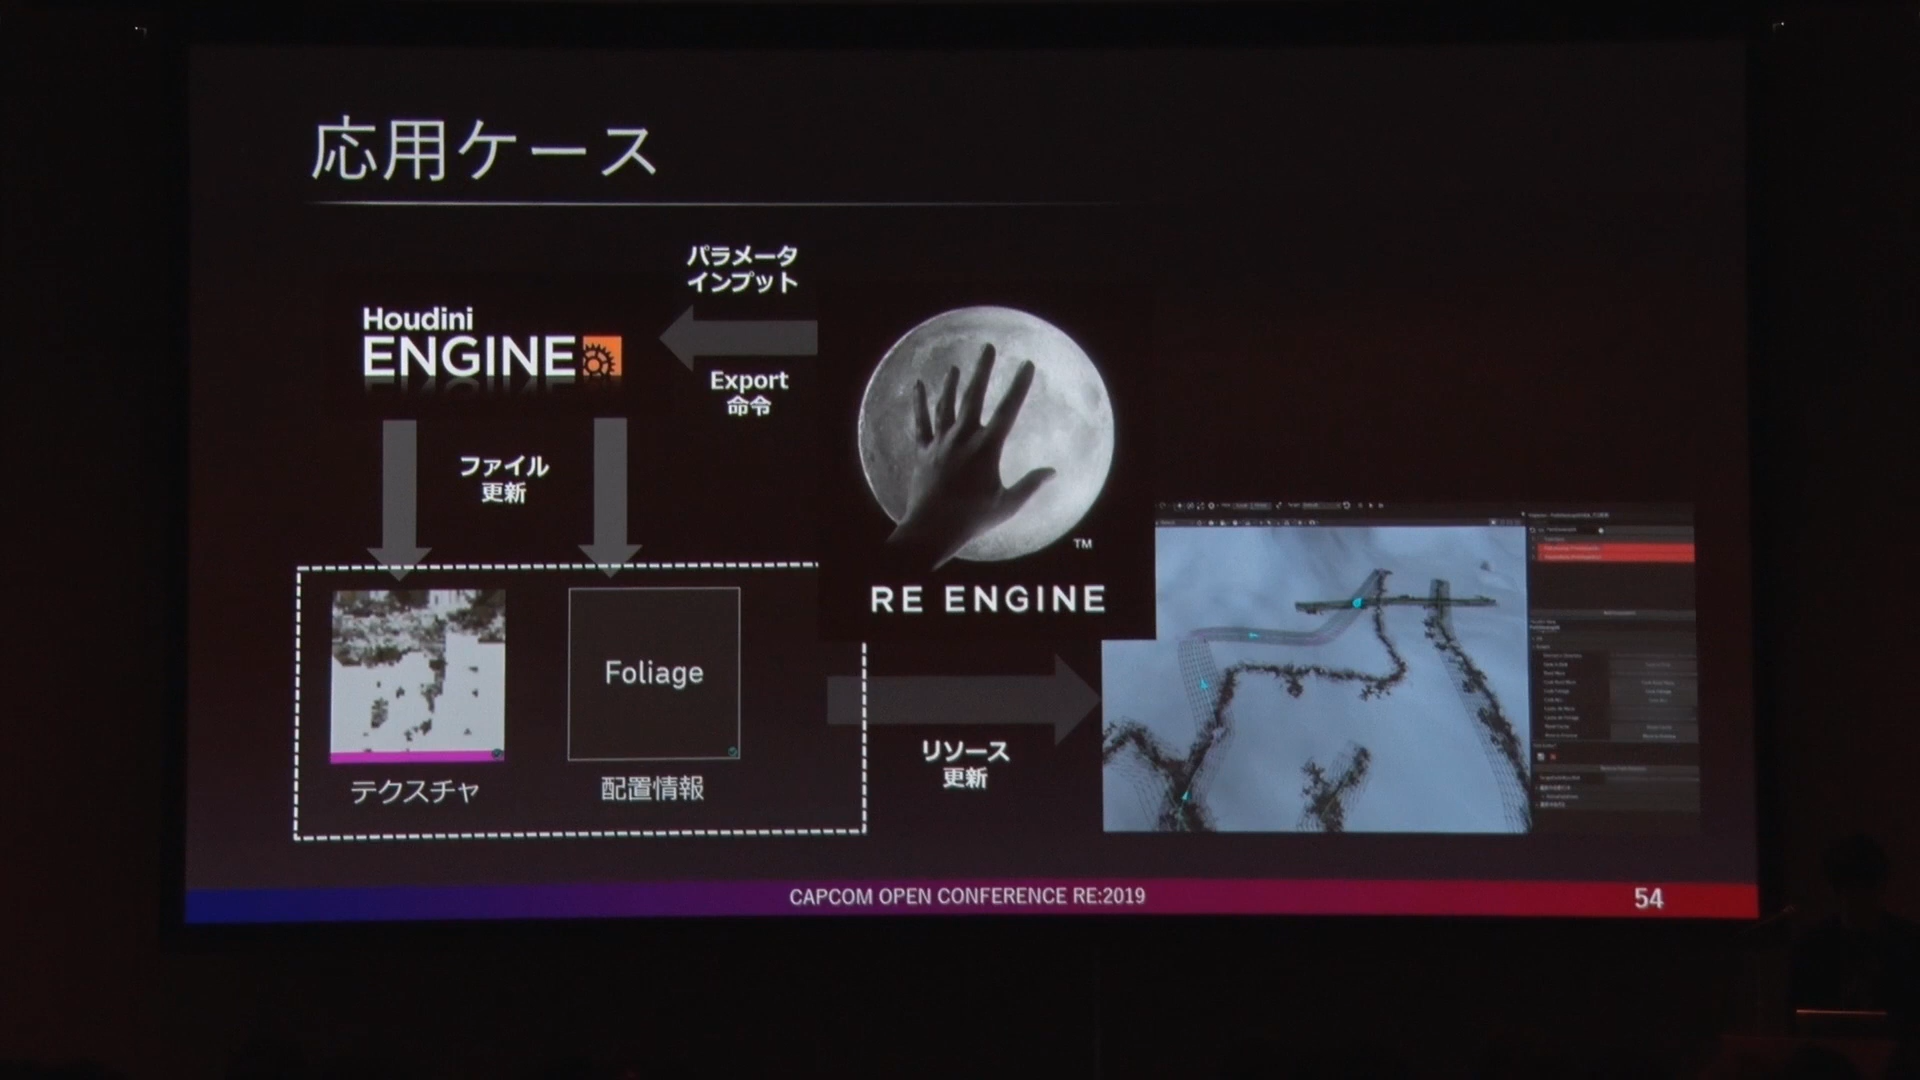 応用ケース
パラメータ
インプット
Houdini
ENGINE
Export
命令
ファイル
更新
TM
RE ENGINE
Foliage
テクスチャ
配置情報
リソース
更新
CAPCOM OPEN CONFERENCE RE:2019
54